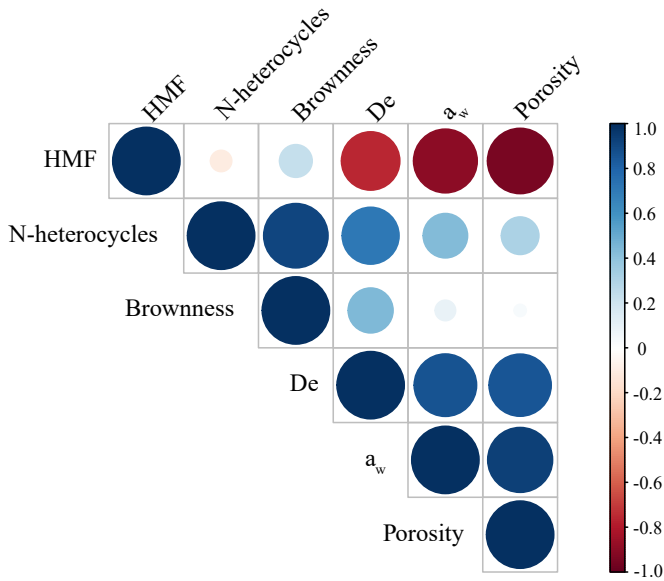 HMF
N-heterocycles
Brownness
De
a_w
Porosity
HMF
N-heterocycles
Brownness
De
a_w
Porosity
1.0
0.8
0.6
0.4
0.2
0
-0.2
-0.4
-0.6
-0.8
-1.0